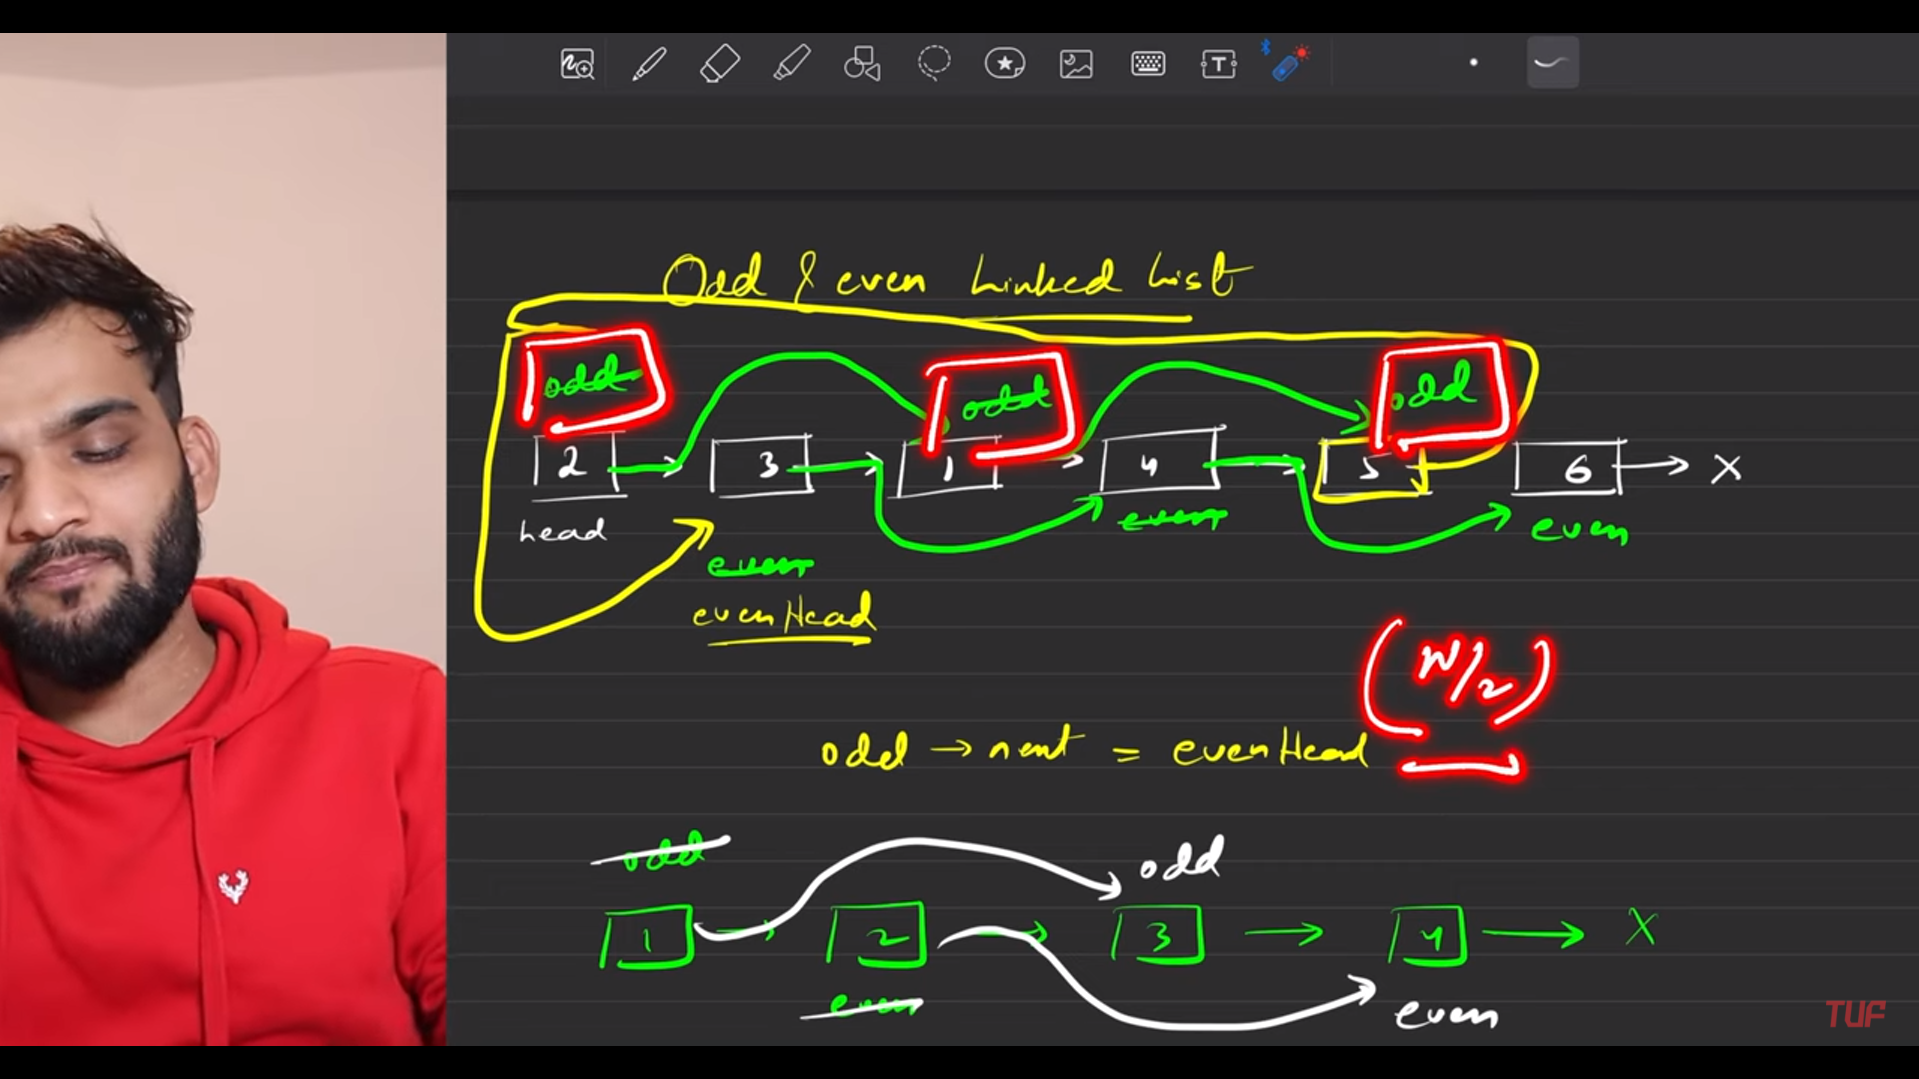 T
Odd & even Linked List
odd odd odd
2 3 1 4 5 6 X
head even even even
evenHead
(N/2)
odd → next = evenHead
odd odd
1 2 3 4 X
even even
TUF